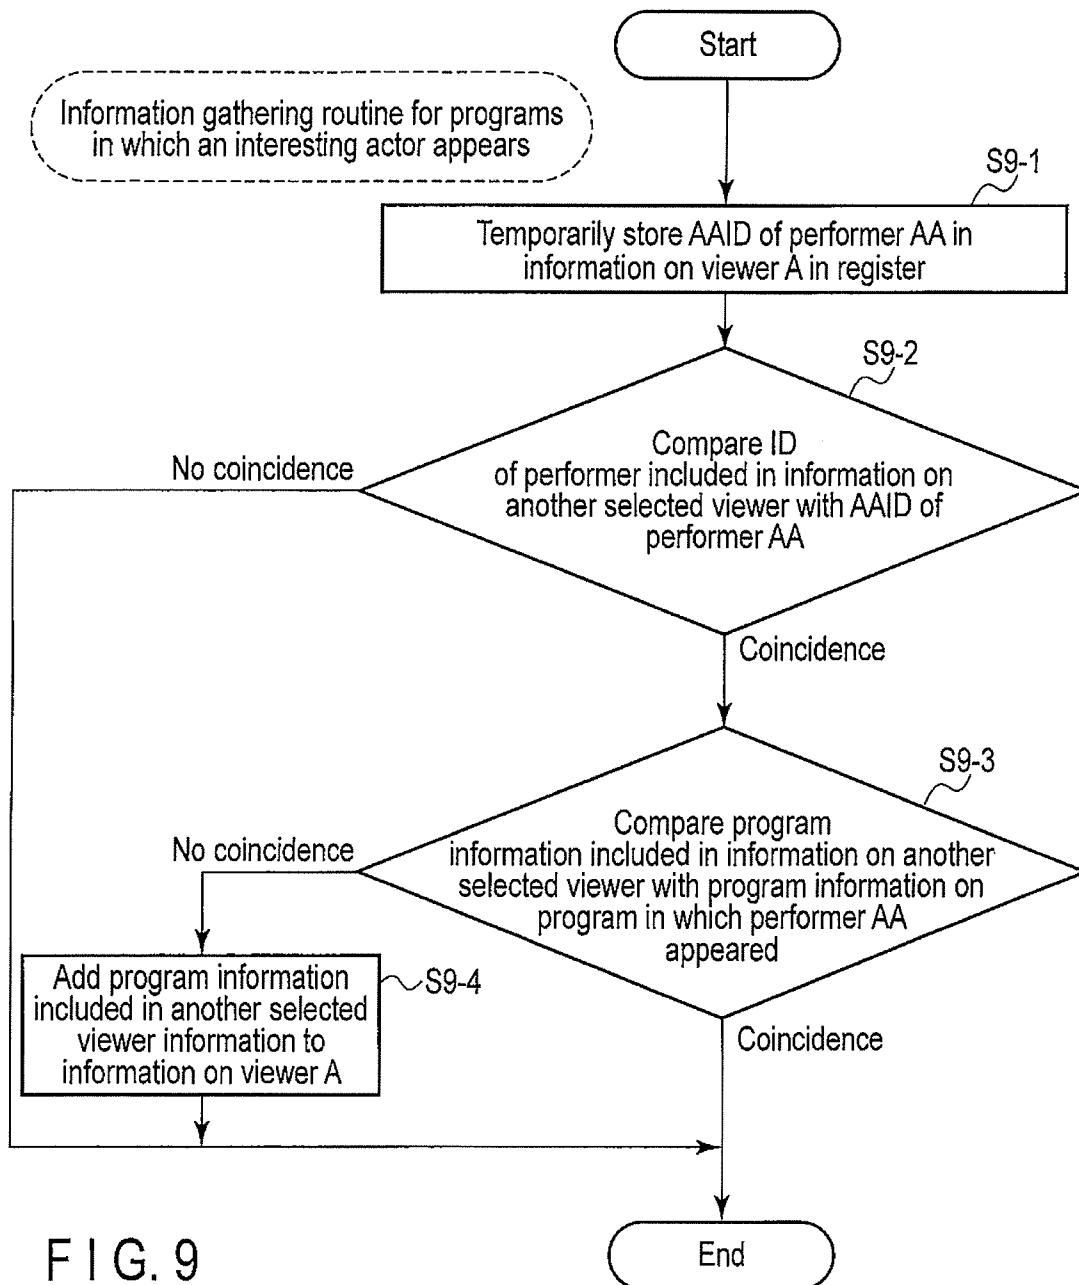 Start
Information gathering routine for programs
in which an interesting actor appears
S9-1
Temporarily store AAID of performer AA in
information on viewer A in register
S9-2
Compare ID
of performer included in information on
another selected viewer with AAID of
performer AA
No coincidence
Coincidence
S9-3
Compare program
information included in information on another
selected viewer with program information on
program in which performer AA
appeared
No coincidence
Add program information
included in another selected
viewer information to
information on viewer A
S9-4
Coincidence
End
FIG. 9